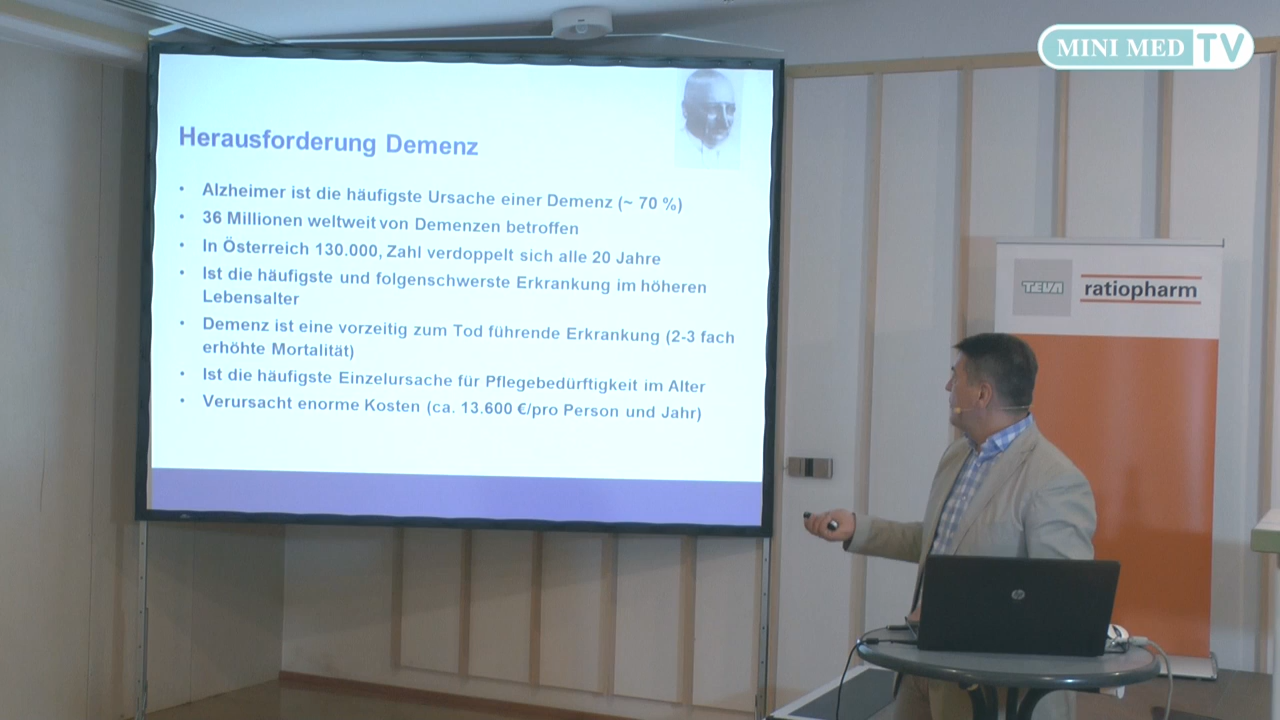 MINI MED TV
Herausforderung Demenz
• Alzheimer ist die häufigste Ursache einer Demenz (~ 70 %)
• 36 Millionen weltweit von Demenzen betroffen
• In Österreich 130.000, Zahl verdoppelt sich alle 20 Jahre
• Ist die häufigste und folgenschwerste Erkrankung im höheren
Lebensalter
• Demenz ist eine vorzeitig zum Tod führende Erkrankung (2-3 fach
erhöhte Mortalität)
• Ist die häufigste Einzelursache für Pflegebedürftigkeit im Alter
• Verursacht enorme Kosten (ca. 13.600 €/pro Person und Jahr)
TEVA ratiopharm
hp